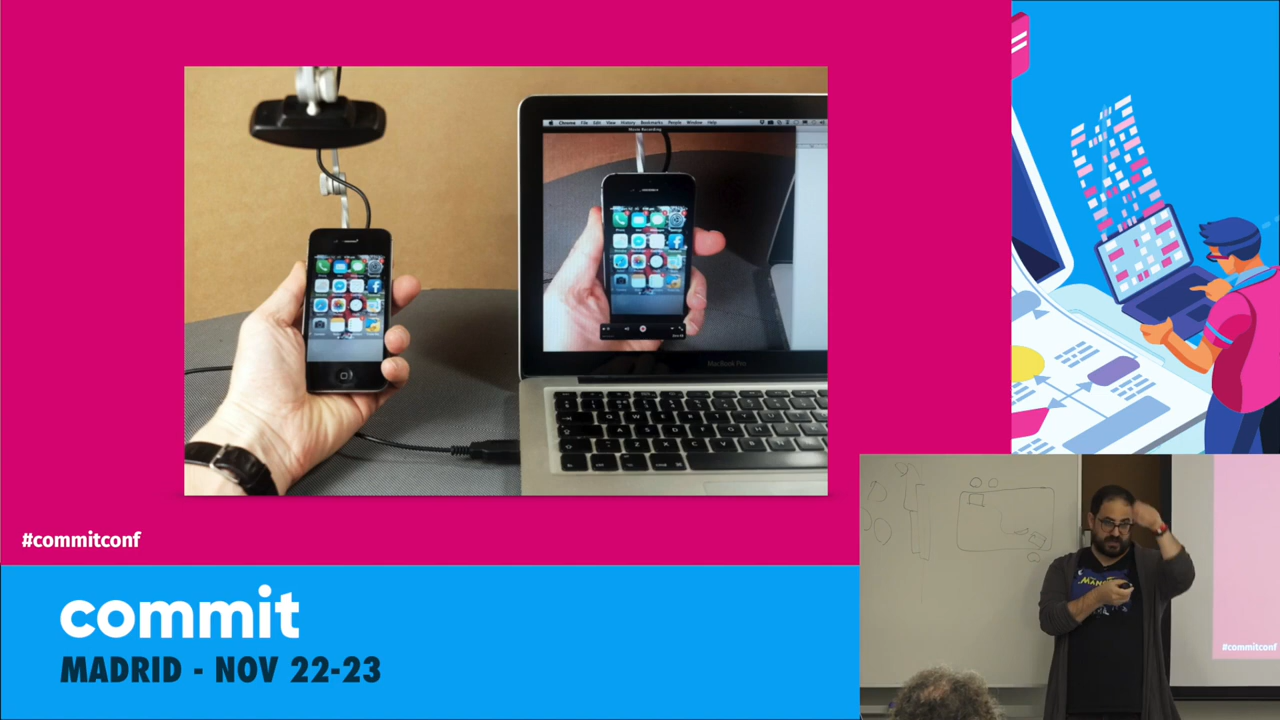 Chrome File Edit View History Bookmarks People Window Help
Movie Recording
MacBook Pro
#commitconf
commit
MADRID - NOV 22-23
#commitconf